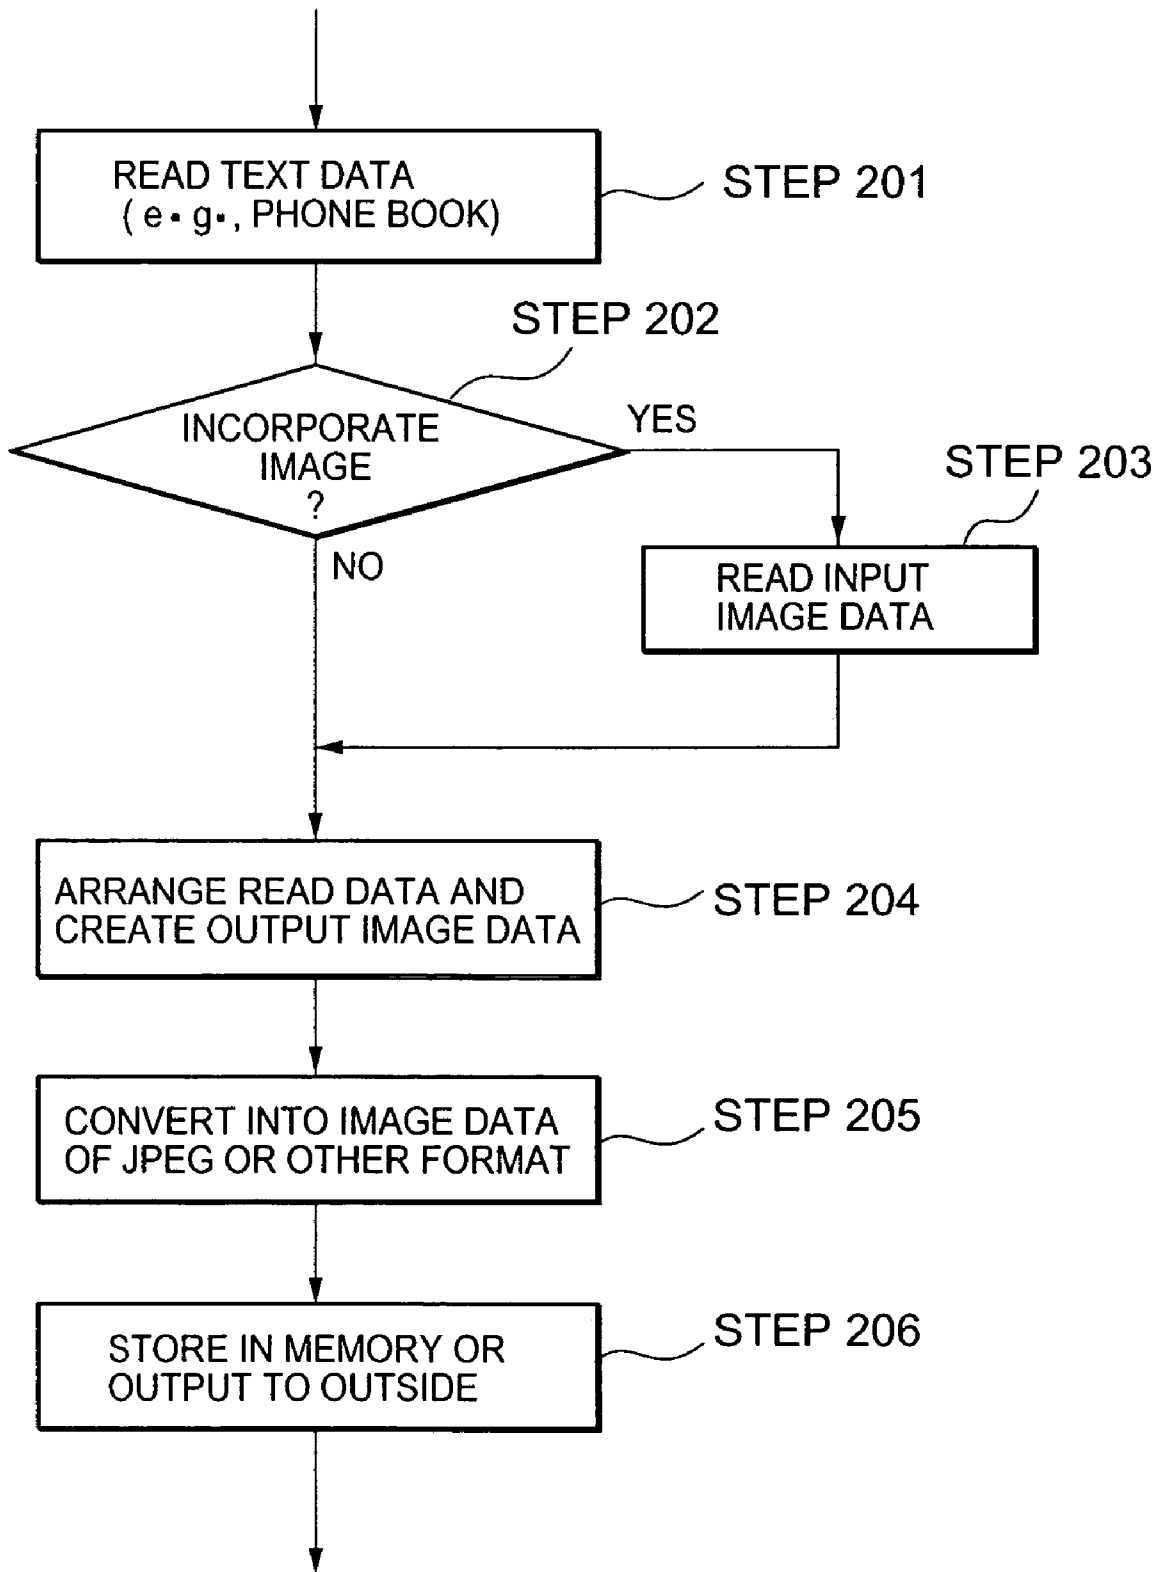 READ TEXT DATA
( e.g., PHONE BOOK)
STEP 201
STEP 202
INCORPORATE
IMAGE
?
YES
NO
STEP 203
READ INPUT
IMAGE DATA
ARRANGE READ DATA AND
CREATE OUTPUT IMAGE DATA
STEP 204
CONVERT INTO IMAGE DATA
OF JPEG OR OTHER FORMAT
STEP 205
STORE IN MEMORY OR
OUTPUT TO OUTSIDE
STEP 206